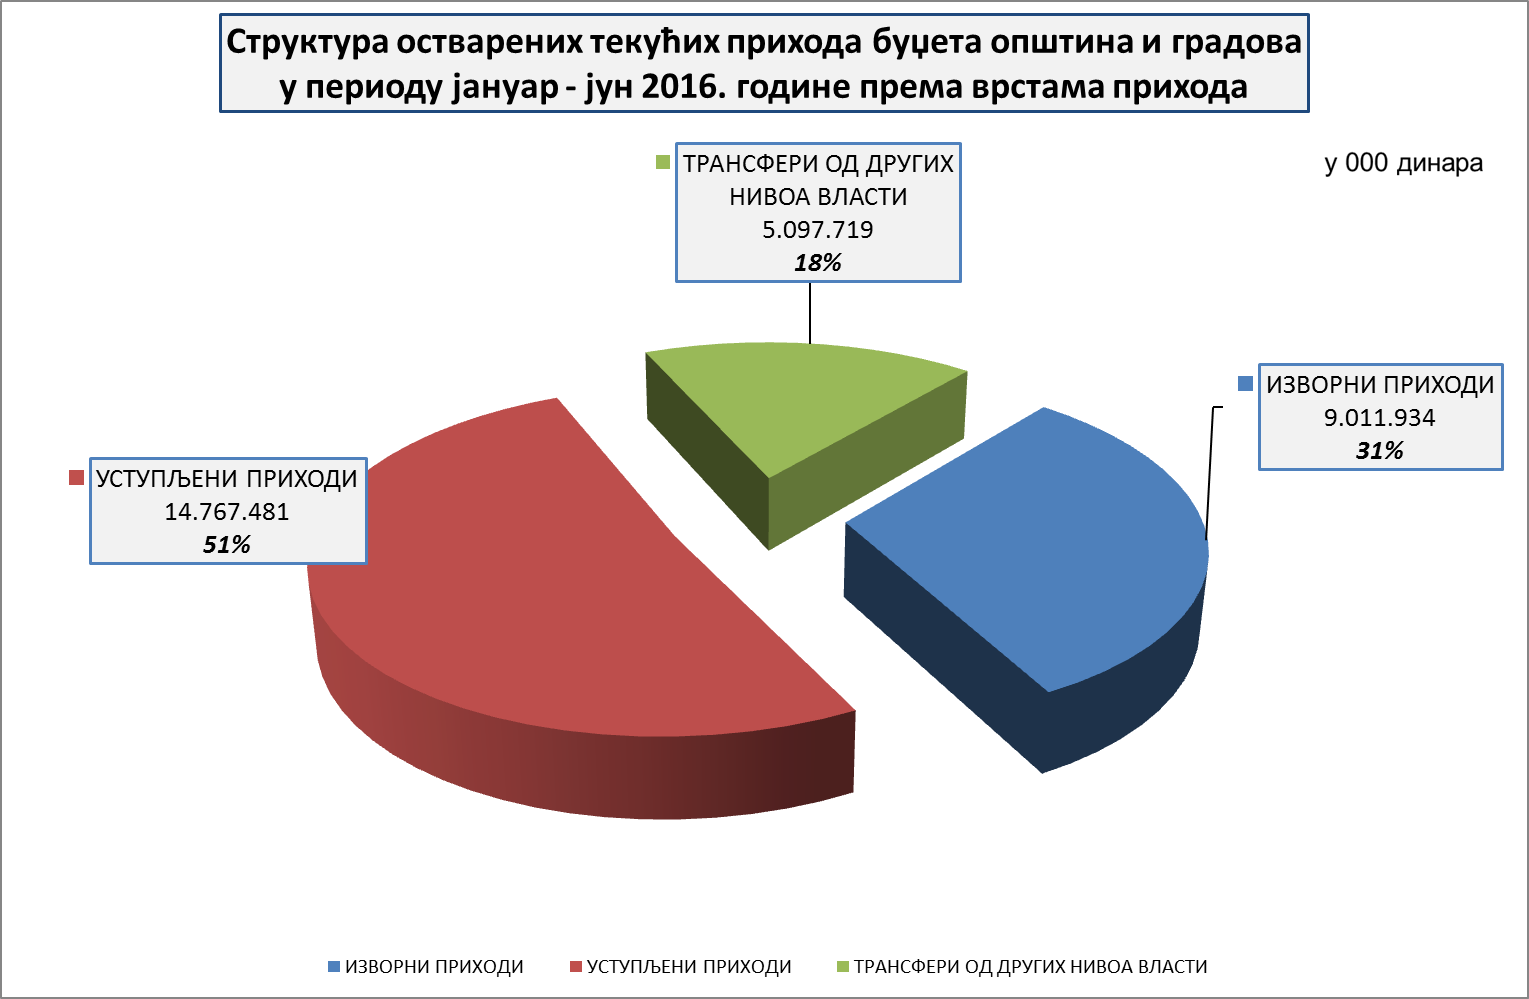 Структура остварених текућих прихода буџета општина и градова
у периоду јануар - јун 2016. године према врстама прихода
у 000 динара
ТРАНСФЕРИ ОД ДРУГИХ
НИВОА ВЛАСТИ
5.097.719
18%
ИЗВОРНИ ПРИХОДИ
9.011.934
31%
УСТУПЉЕНИ ПРИХОДИ
14.767.481
51%
ИЗВОРНИ ПРИХОДИ
УСТУПЉЕНИ ПРИХОДИ
ТРАНСФЕРИ ОД ДРУГИХ НИВОА ВЛАСТИ